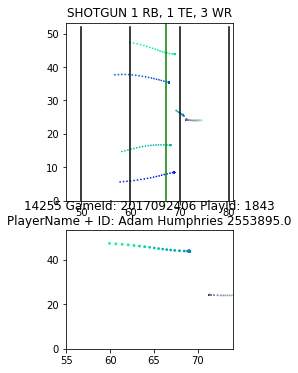 SHOTGUN 1 RB, 1 TE, 3 WR
50
40
30
20
10
0
50 60 70 80
14255 GameId: 2017092406 PlayId: 1843
PlayerName + ID: Adam Humphries 2553895.0
40
20
0
55 60 65 70